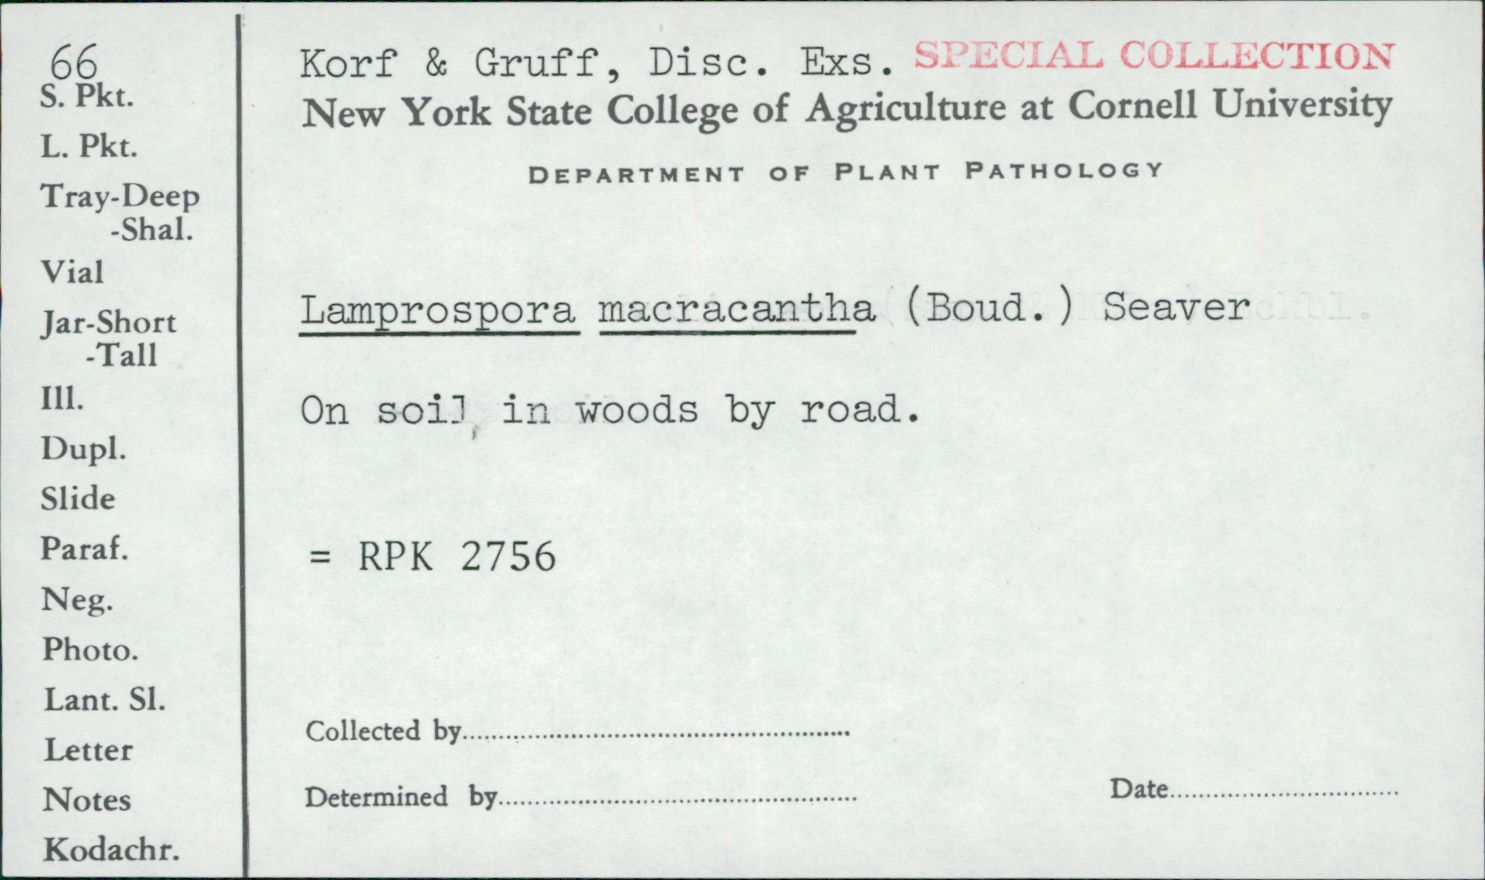 66
S. Pkt.
L. Pkt.
Tray-Deep
-Shal.
Vial
Jar-Short
-Tall
Ill.
Dupl.
Slide
Paraf.
Neg.
Photo.
Lant. Sl.
Letter
Notes
Kodachr.
Korf & Gruff, Disc. Exs. SPECIAL COLLECTION
New York State College of Agriculture at Cornell University
DEPARTMENT OF PLANT PATHOLOGY
Lamprospora macracantha (Boud.) Seaver
On soil in woods by road.
= RPK 2756
Collected by
Determined by
Date